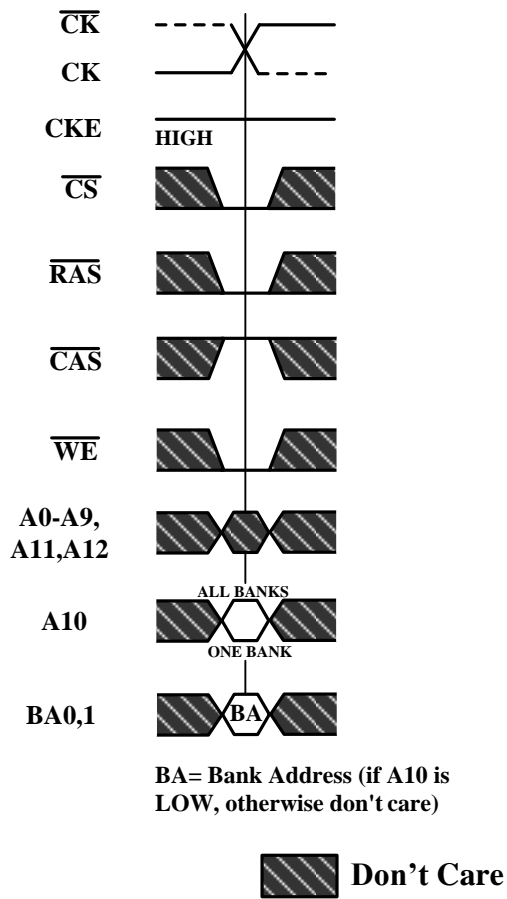 CK
CK
CKE
HIGH
CS
RAS
CAS
WE
A0-A9,
A11,A12
ALL BANKS
A10
ONE BANK
BA0,1
BA
BA= Bank Address (if A10 is
LOW, otherwise don't care)
Don't Care